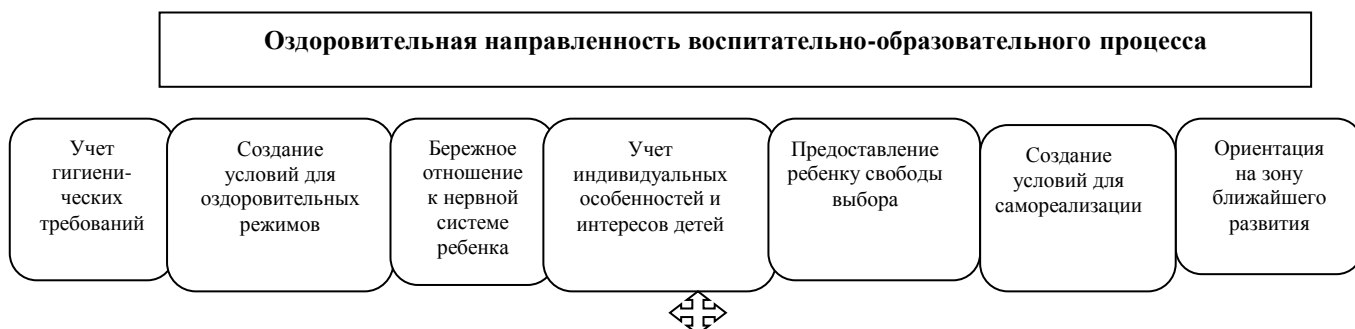 Оздоровительная направленность воспитательно-образовательного процесса
Учет
гигиени-
ческих
требований
Создание
условий для
оздоровительных
режимов
Бережное
отношение
к нервной
системе
ребенка
Учет
индивидуальных
особенностей и
интересов детей
Предоставление
ребенку свободы
выбора
Создание
условий для
самореализации
Ориентация
на зону
ближайшего
развития